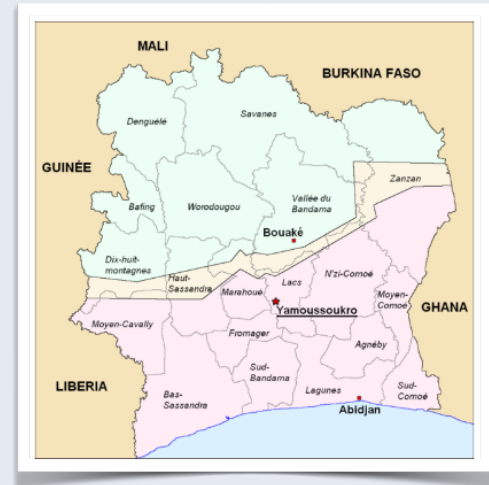 MALI
BURKINA FASO
Denguélé
Savanes
GUINÉE
Zanzan
Bafing
Worodougou
Vallée du
Bandama
Bouaké
Dix-huit-
montagnes
Haut-
Sassandra
Marahoué
Lacs
N'zi-Comoé
Moyen-
Comoé
Yamoussoukro
GHANA
Moyen-Cavally
Fromager
Agnéby
LIBERIA
Sud-
Bandama
Bas-
Sassandra
Lagunes
Sud-
Comoé
Abidjan